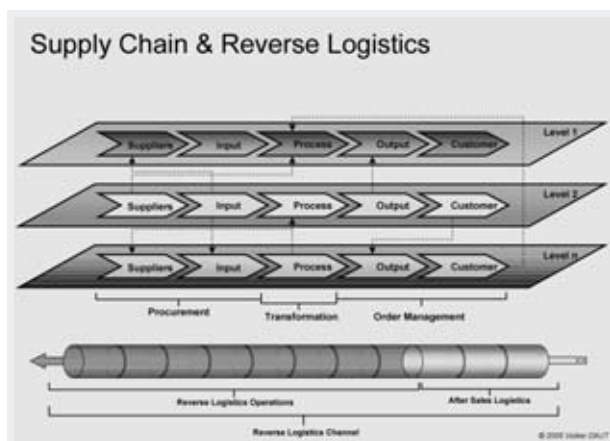 Supply Chain & Reverse Logistics
Level 1
Suppliers Input Process Output Customer
Level 2
Suppliers Input Process Output Customer
Level n
Suppliers Input Process Output Customer
Procurement Transformation Order Management
Reverse Logistics Operations After Sales Logistics
Reverse Logistics Channel
© 2005